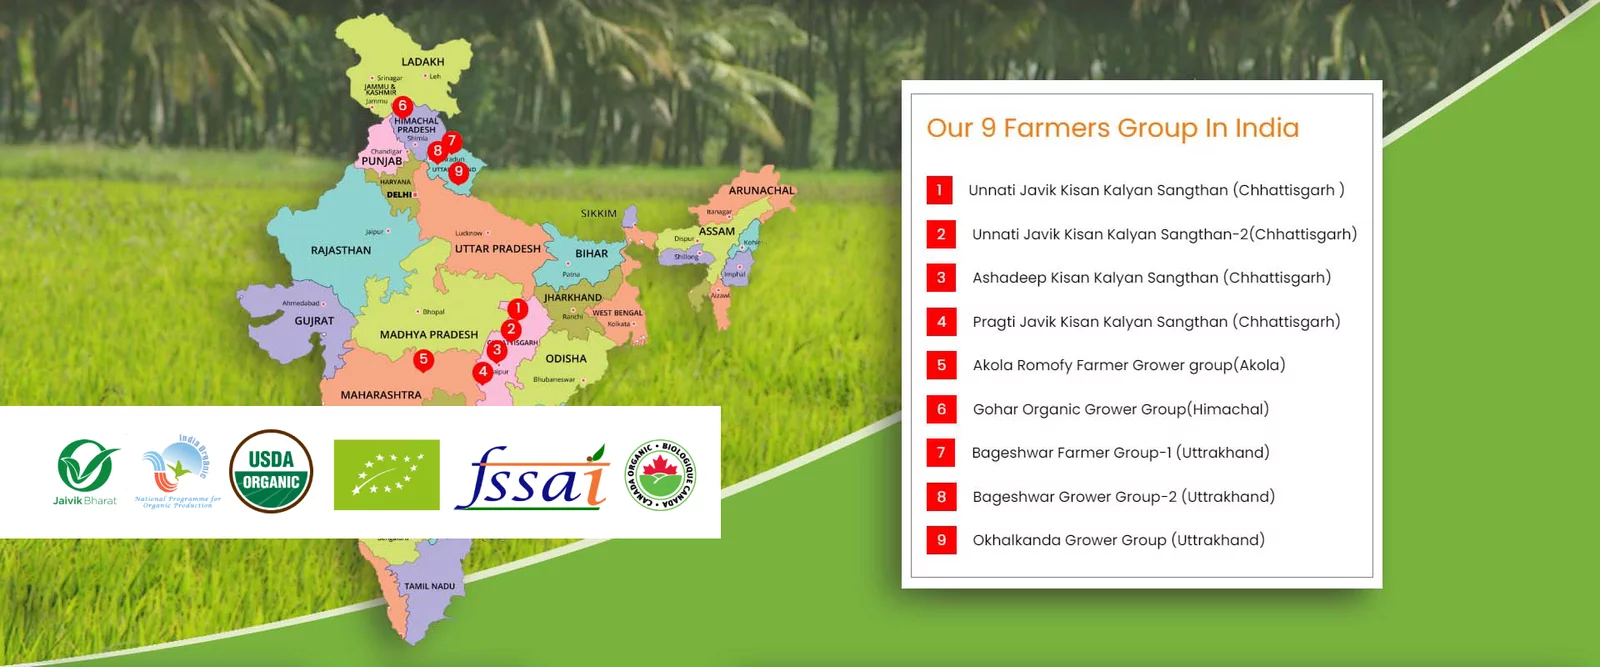 LADAKH
Srinagar
Leh
JAMMU &
KASHMIR
Jammu
6
HIMACHAL
PRADESH
Shimla
7
8
Chandigar
PUNJAB
9
HARYANA
DELHI
ARUNACHAL
Itanagar
SIKKIM
Jaipur
Lucknow
ASSAM
Dispur
RAJASTHAN
UTTAR PRADESH
BIHAR
Shillong
Patna
Imphal
Ahmedabad
JHARKHAND
Aizawl
GUJRAT
Bhopal
1
Ranchi
WEST BENGAL
Kolkata
MADHYA PRADESH
2
3
ODISHA
5
4
Bhubaneswar
MAHARASHTRA
Jaivik Bharat
India Organic
National Programme for
Organic Production
USDA
ORGANIC
fssai
CANADA ORGANIC • BIOLOGIQUE CANADA •
TAMIL NADU
Our 9 Farmers Group In India
1 Unnati Javik Kisan Kalyan Sangthan (Chhattisgarh )
2 Unnati Javik Kisan Kalyan Sangthan-2(Chhattisgarh)
3 Ashadeep Kisan Kalyan Sangthan (Chhattisgarh)
4 Pragti Javik Kisan Kalyan Sangthan (Chhattisgarh)
5 Akola Romofy Farmer Grower group(Akola)
6 Gohar Organic Grower Group(Himachal)
7 Bageshwar Farmer Group-1 (Uttrakhand)
8 Bageshwar Grower Group-2 (Uttrakhand)
9 Okhalkanda Grower Group (Uttrakhand)